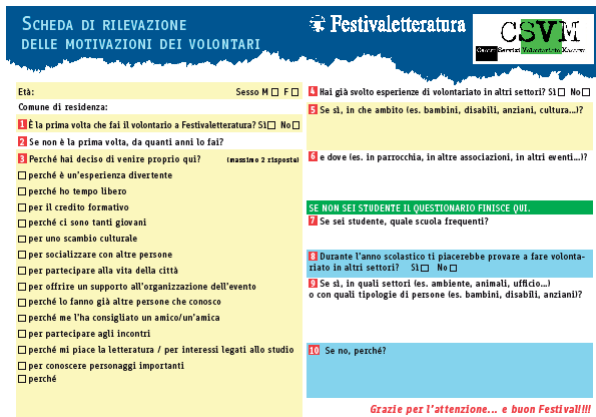 SCHEDA DI RILEVAZIONE
DELLE MOTIVAZIONI DEI VOLONTARI
Festivaletteratura
CSVM
Centro Servizi Volontariato Mantova
Età: Sesso M □ F □
Comune di residenza:
1 È la prima volta che fai il volontario a Festivaletteratura? Sì □ No □
2 Se non è la prima volta, da quanti anni lo fai?
3 Perché hai deciso di venire proprio qui? (massimo 2 risposte)
□ perché è un'esperienza divertente
□ perché ho tempo libero
□ per il credito formativo
□ perché ci sono tanti giovani
□ per uno scambio culturale
□ per socializzare con altre persone
□ per partecipare alla vita della città
□ per offrire un supporto all'organizzazione dell'evento
□ perché lo fanno già altre persone che conosco
□ perché me l'ha consigliato un amico/un'amica
□ per partecipare agli incontri
□ perché mi piace la letteratura / per interessi legati allo studio
□ per conoscere personaggi importanti
□ perché
4 Hai già svolto esperienze di volontariato in altri settori? Sì □ No □
5 Se sì, in che ambito (es. bambini, disabili, anziani, cultura...)?
6 e dove (es. in parrocchia, in altre associazioni, in altri eventi...)?
SE NON SEI STUDENTE IL QUESTIONARIO FINISCE QUI.
7 Se sei studente, quale scuola frequenti?
8 Durante l'anno scolastico ti piacerebbe provare a fare volonta-
riato in altri settori? Sì □ No □
9 Se sì, in quali settori (es. ambiente, animali, ufficio...)
o con quali tipologie di persone (es. bambini, disabili, anziani)?
10 Se no, perché?
Grazie per l'attenzione... e buon Festival!!!!